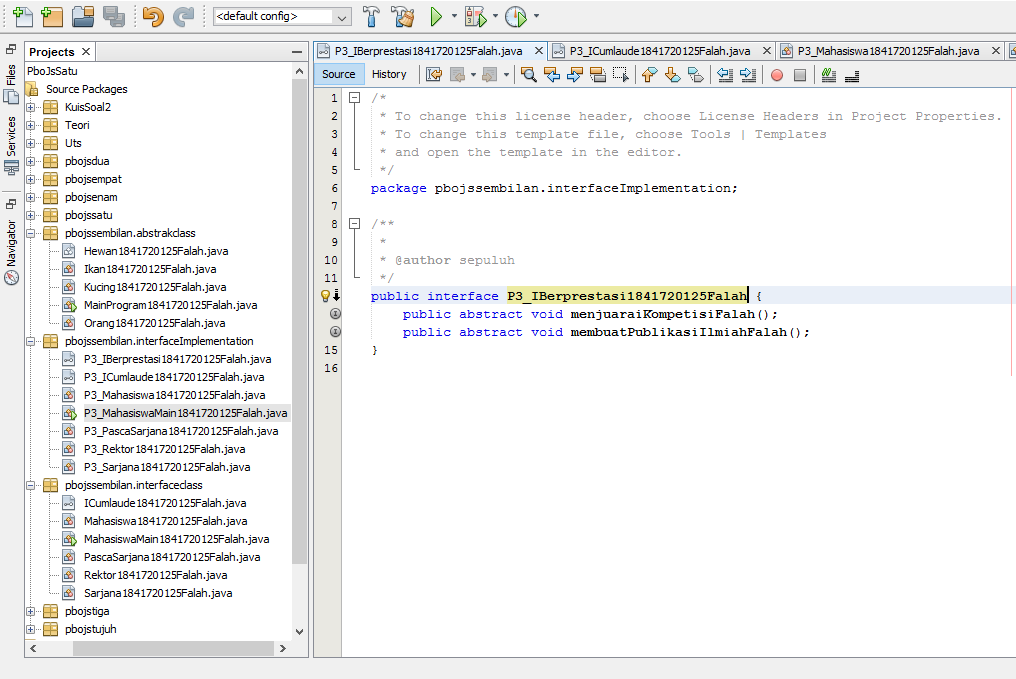 <default config>
Files
Services
Navigator
Projects
PboJsSatu
Source Packages
KuisSoal2
Teori
Uts
pbojsdua
pbojsempat
pbojsenam
pbojssatu
pbojssembilan.abstrakclass
Hewan1841720125Falah.java
Ikan1841720125Falah.java
Kucing1841720125Falah.java
MainProgram1841720125Falah.java
Orang1841720125Falah.java
pbojssembilan.interfaceImplementation
P3_IBerprestasi1841720125Falah.java
P3_ICumlaude1841720125Falah.java
P3_Mahasiswa1841720125Falah.java
P3_MahasiswaMain1841720125Falah.java
P3_PascaSarjana1841720125Falah.java
P3_Rektor1841720125Falah.java
P3_Sarjana1841720125Falah.java
pbojssembilan.interfaceclass
ICumlaude1841720125Falah.java
Mahasiswa1841720125Falah.java
MahasiswaMain1841720125Falah.java
PascaSarjana1841720125Falah.java
Rektor1841720125Falah.java
Sarjana1841720125Falah.java
pbojstiga
pbojstujuh
P3_IBerprestasi1841720125Falah.java P3_ICumlaude1841720125Falah.java P3_Mahasiswa1841720125Falah.java
Source History
1 /*
2 * To change this license header, choose License Headers in Project Properties.
3 * To change this template file, choose Tools | Templates
4 * and open the template in the editor.
5 */
6 package pbojssembilan.interfaceImplementation;
7
8 /**
9 *
10 * @author sepuluh
11 */
public interface P3_IBerprestasi1841720125Falah {
public abstract void menjuaraiKompetisiFalah();
public abstract void membuatPublikasiIlmiahFalah();
15 }
16